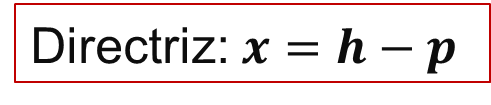 Directriz: x = h − p